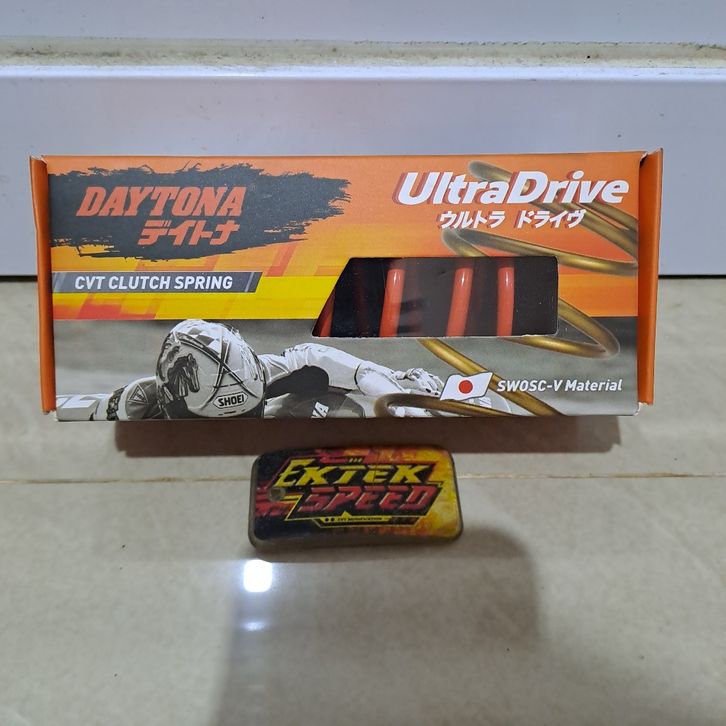 DAYTONA
デイトナ
UltraDrive
ウルトラ ドライヴ
CVT CLUTCH SPRING
SHOEI
SWOSC-V Material
EKTEK
SPEED